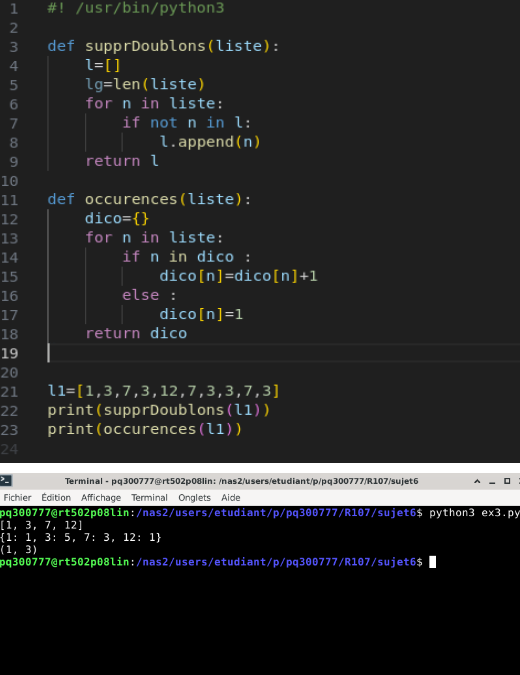 1 #! /usr/bin/python3
2
3 def supprDoublons(liste):
4 l=[]
5 lg=len(liste)
6 for n in liste:
7 if not n in l:
8 l.append(n)
9 return l
10
11 def occurences(liste):
12 dico={}
13 for n in liste:
14 if n in dico :
15 dico[n]=dico[n]+1
16 else :
17 dico[n]=1
18 return dico
19
20
21 l1=[1,3,7,3,12,7,3,3,7,3]
22 print(supprDoublons(l1))
23 print(occurences(l1))
24
Terminal - pq300777@rt502p08lin: /nas2/users/etudiant/p/pq300777/R107/sujet6
Fichier Édition Affichage Terminal Onglets Aide
pq300777@rt502p08lin:/nas2/users/etudiant/p/pq300777/R107/sujet6$ python3 ex3.py
[1, 3, 7, 12]
{1: 1, 3: 5, 7: 3, 12: 1}
(1, 3)
pq300777@rt502p08lin:/nas2/users/etudiant/p/pq300777/R107/sujet6$